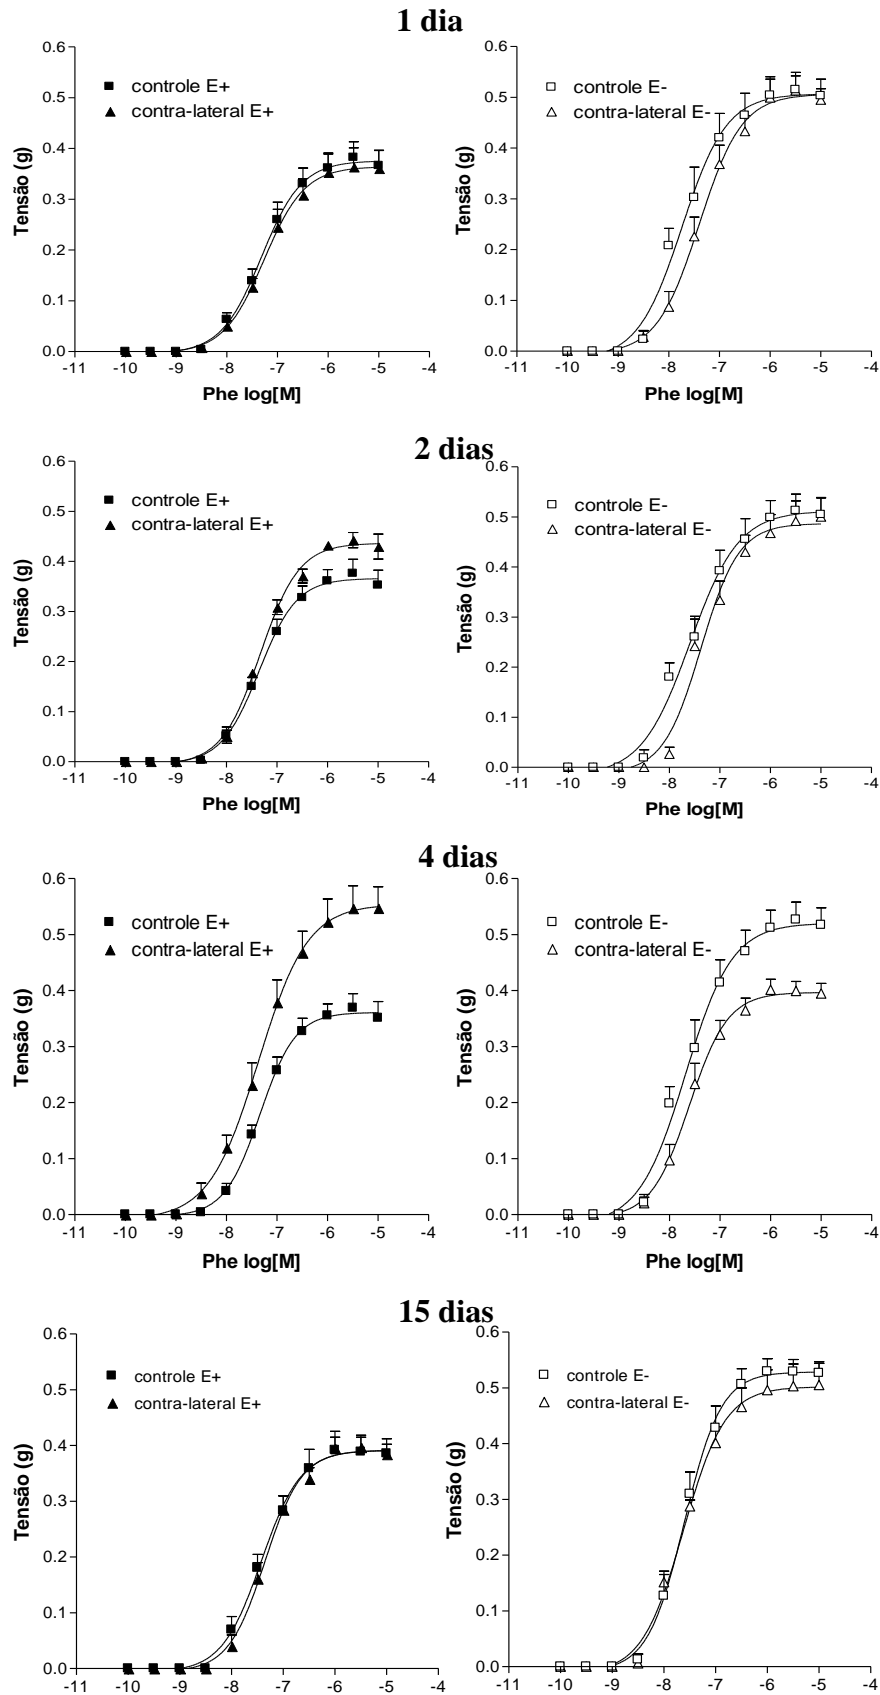 1 dia
0.6
0.5
0.4
0.3
0.2
0.1
0.0
Tensão (g)
controle E+
contra-lateral E+
-11 -10 -9 -8 -7 -6 -5 -4
Phe log[M]
0.6
0.5
0.4
0.3
0.2
0.1
0.0
Tensão (g)
controle E-
contra-lateral E-
-11 -10 -9 -8 -7 -6 -5 -4
Phe log[M]
2 dias
0.6
0.5
0.4
0.3
0.2
0.1
0.0
Tensão (g)
controle E+
contra-lateral E+
-11 -10 -9 -8 -7 -6 -5 -4
Phe log[M]
0.6
0.5
0.4
0.3
0.2
0.1
0.0
Tensão (g)
controle E-
contra-lateral E-
-11 -10 -9 -8 -7 -6 -5 -4
Phe log[M]
4 dias
0.6
0.5
0.4
0.3
0.2
0.1
0.0
Tensão (g)
controle E+
contra-lateral E+
-11 -10 -9 -8 -7 -6 -5 -4
Phe log[M]
0.6
0.5
0.4
0.3
0.2
0.1
0.0
Tensão (g)
controle E-
contra-lateral E-
-11 -10 -9 -8 -7 -6 -5 -4
Phe log[M]
15 dias
0.6
0.5
0.4
0.3
0.2
0.1
0.0
Tensão (g)
controle E+
contra-lateral E+
-11 -10 -9 -8 -7 -6 -5 -4
0.6
0.5
0.4
0.3
0.2
0.1
0.0
Tensão (g)
controle E-
contra-lateral E-
-11 -10 -9 -8 -7 -6 -5 -4